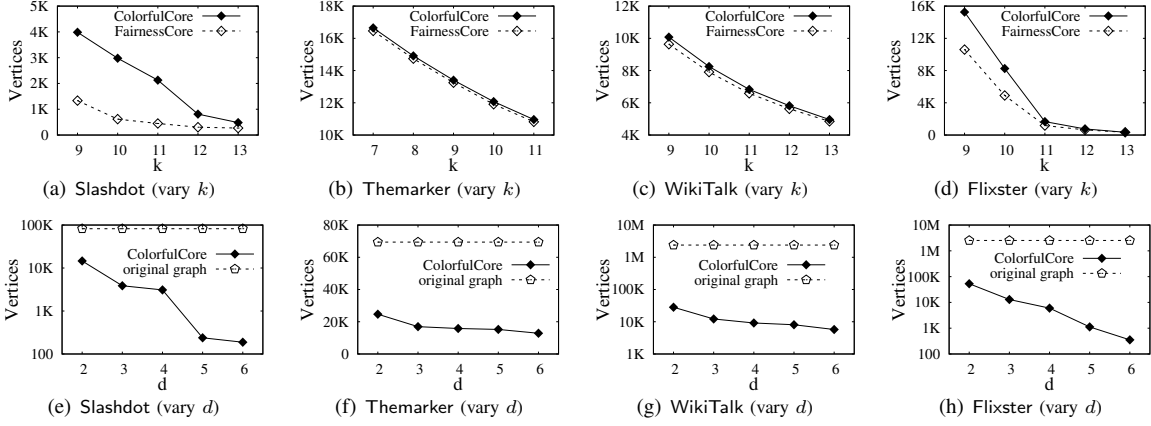 5K
4K
3K
2K
1K
0
Vertices
ColorfulCore
FairnessCore
9 10 11 12 13
k
(a) Slashdot (vary k)
18K
16K
14K
12K
10K
Vertices
ColorfulCore
FairnessCore
7 8 9 10 11
k
(b) Themarker (vary k)
12K
10K
8K
6K
4K
Vertices
ColorfulCore
FairnessCore
9 10 11 12 13
k
(c) WikiTalk (vary k)
16K
12K
8K
4K
0
Vertices
ColorfulCore
FairnessCore
9 10 11 12 13
k
(d) Flixster (vary k)
100K
10K
1K
100
Vertices
ColorfulCore
original graph
2 3 4 5 6
d
(e) Slashdot (vary d)
80K
60K
40K
20K
0
Vertices
ColorfulCore
original graph
2 3 4 5 6
d
(f) Themarker (vary d)
10M
1M
100K
10K
1K
Vertices
ColorfulCore
original graph
2 3 4 5 6
d
(g) WikiTalk (vary d)
10M
1M
100K
10K
1K
100
Vertices
ColorfulCore
original graph
2 3 4 5 6
d
(h) Flixster (vary d)